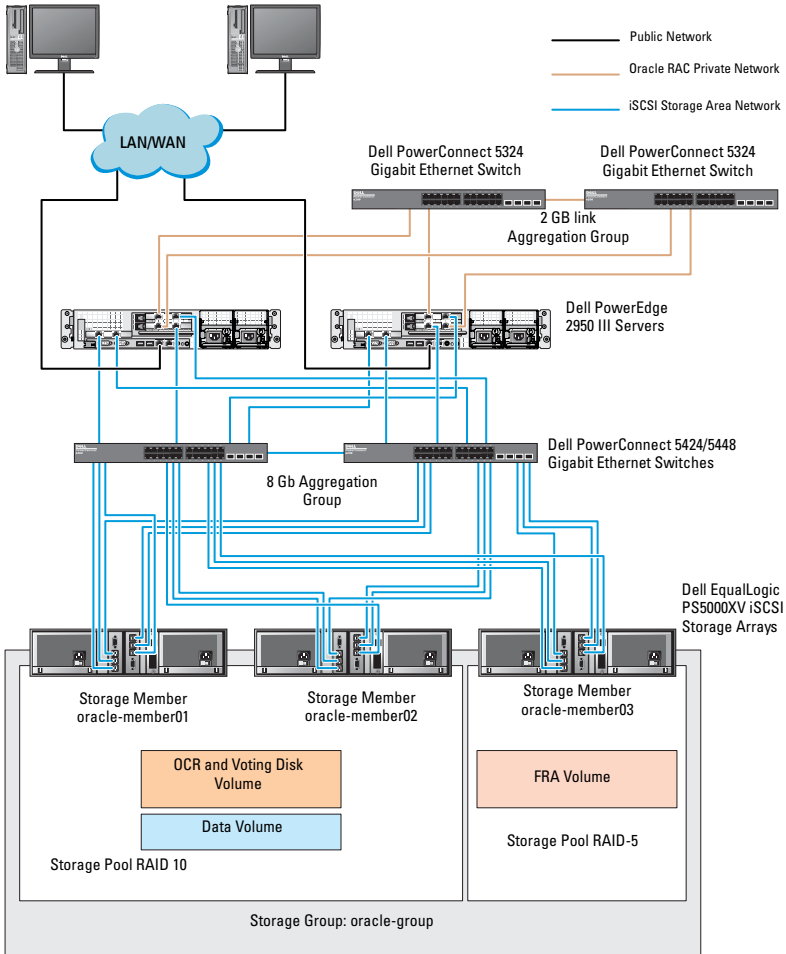 Public Network
Oracle RAC Private Network
iSCSI Storage Area Network
LAN/WAN
Dell PowerConnect 5324
Gigabit Ethernet Switch
Dell PowerConnect 5324
Gigabit Ethernet Switch
2 GB link
Aggregation Group
Dell PowerEdge
2950 III Servers
Dell PowerConnect 5424/5448
Gigabit Ethernet Switches
8 Gb Aggregation
Group
Dell EqualLogic
PS5000XV iSCSI
Storage Arrays
Storage Member
oracle-member01
Storage Member
oracle-member02
Storage Member
oracle-member03
OCR and Voting Disk
Volume
FRA Volume
Data Volume
Storage Pool RAID-5
Storage Pool RAID 10
Storage Group: oracle-group